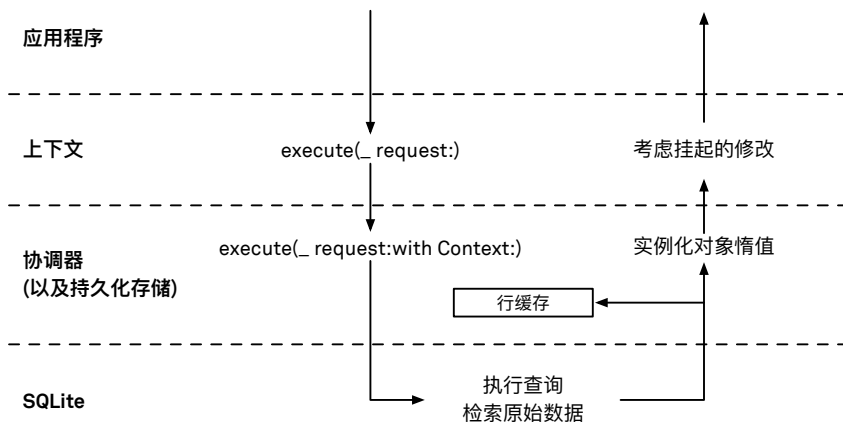 应用程序
上下文
execute(_ request:)
考虑挂起的修改
协调器
(以及持久化存储)
execute(_ request:with Context:)
实例化对象惰值
行缓存
SQLite
执行查询
检索原始数据